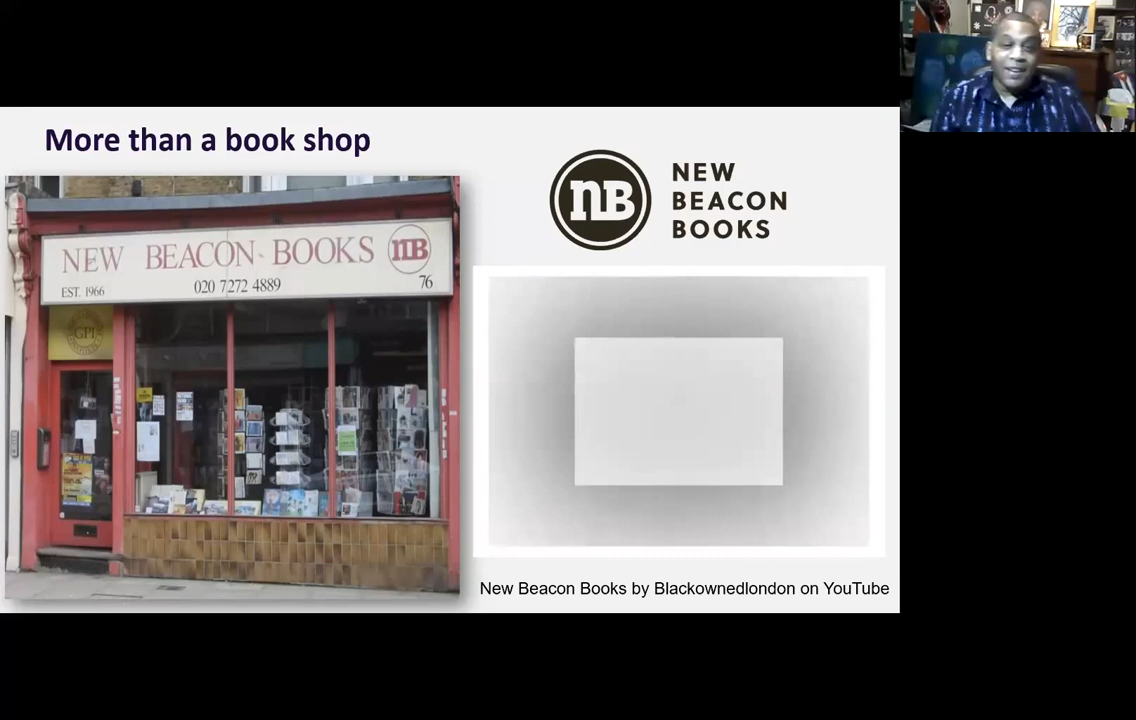 More than a book shop
NEW BEACON BOOKS nB
EST. 1966 020 7272 4889 76
GPI
nB
NEW
BEACON
BOOKS
New Beacon Books by Blackownedlondon on YouTube